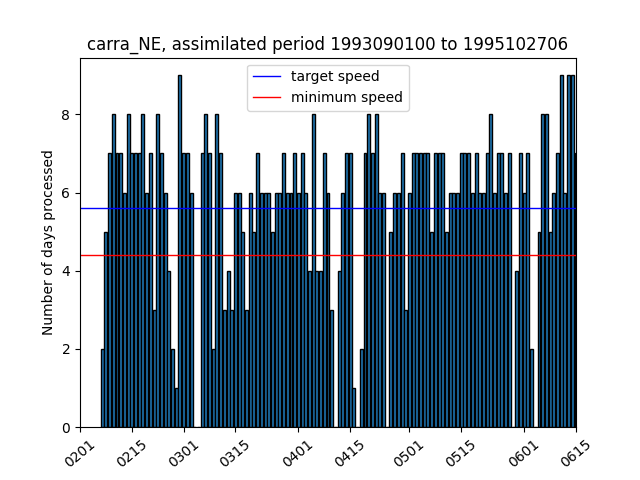 carra_NE, assimilated period 1993090100 to 1995102706
target speed
minimum speed
Number of days processed
8
6
4
2
0
0201 0215 0301 0315 0401 0415 0501 0515 0601 0615